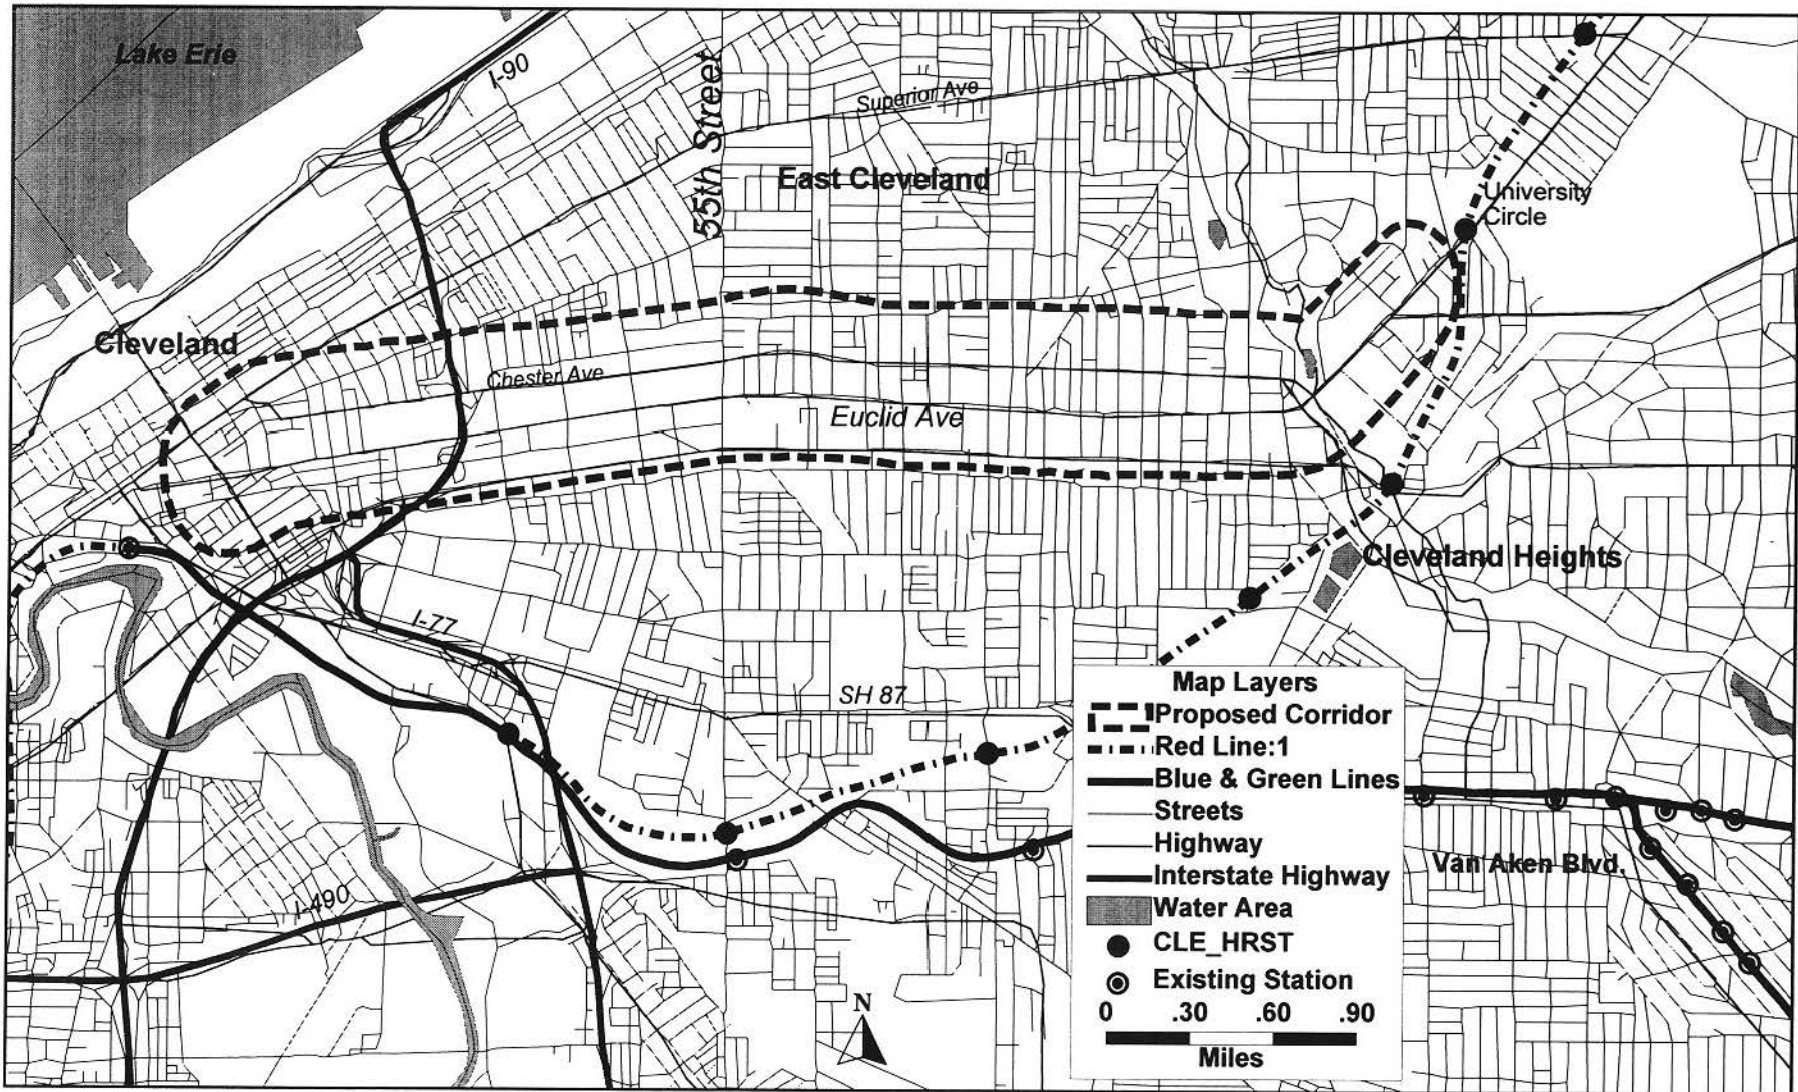 Lake Erie
I-90
55th Street
Superior Ave
East Cleveland
University
Circle
Cleveland
Chester Ave
Euclid Ave
Cleveland Heights
I-77
SH 87
Map Layers
Proposed Corridor
Red Line:1
Blue & Green Lines
Streets
Highway
Interstate Highway
Water Area
CLE_HRST
Existing Station
0 .30 .60 .90
Miles
Van Aken Blvd.
I-490
N